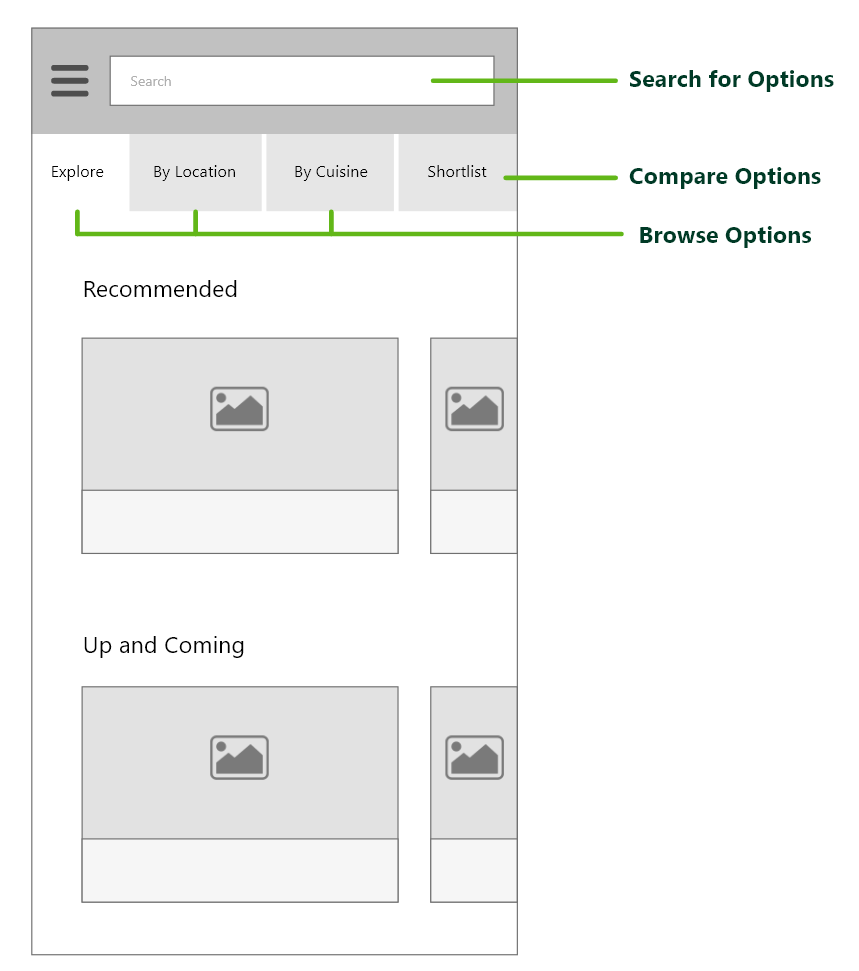 Search
Search for Options
Explore
By Location
By Cuisine
Shortlist
Compare Options
Browse Options
Recommended
Up and Coming